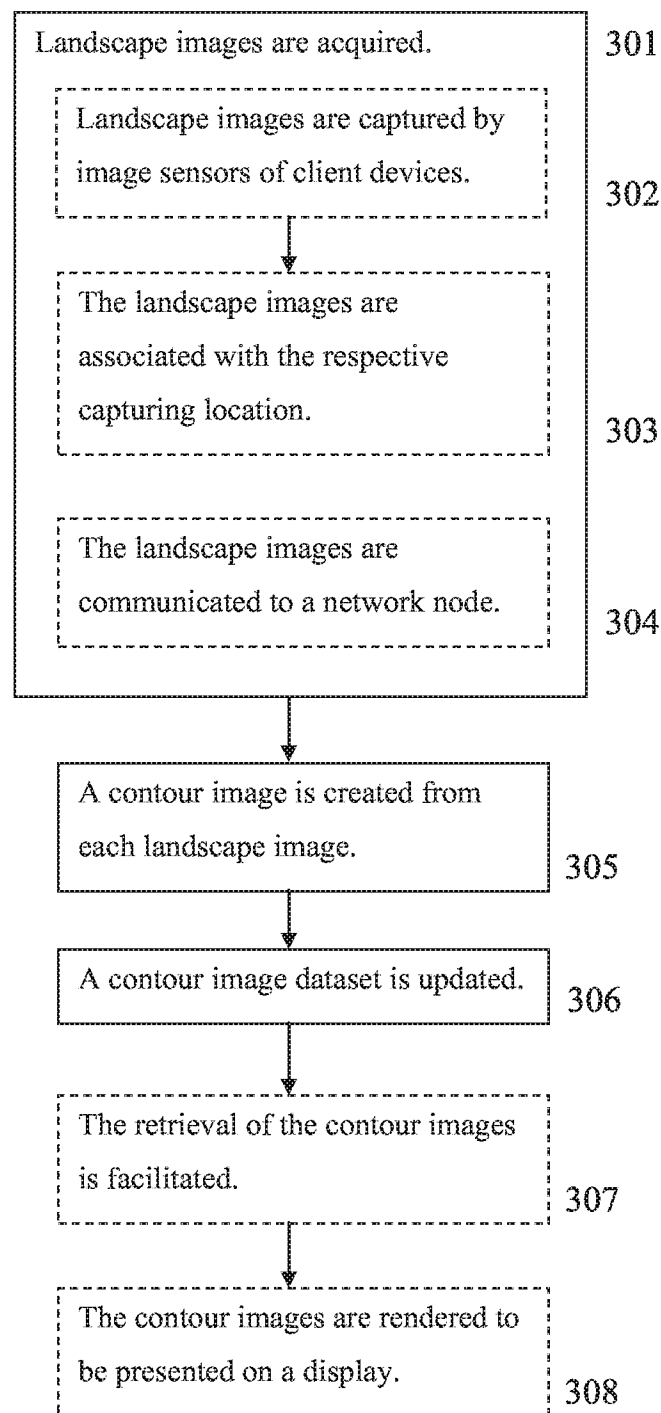 Landscape images are acquired.
301
Landscape images are captured by
image sensors of client devices.
302
The landscape images are
associated with the respective
capturing location.
303
The landscape images are
communicated to a network node.
304
A contour image is created from
each landscape image.
305
A contour image dataset is updated.
306
The retrieval of the contour images
is facilitated.
307
The contour images are rendered to
be presented on a display.
308